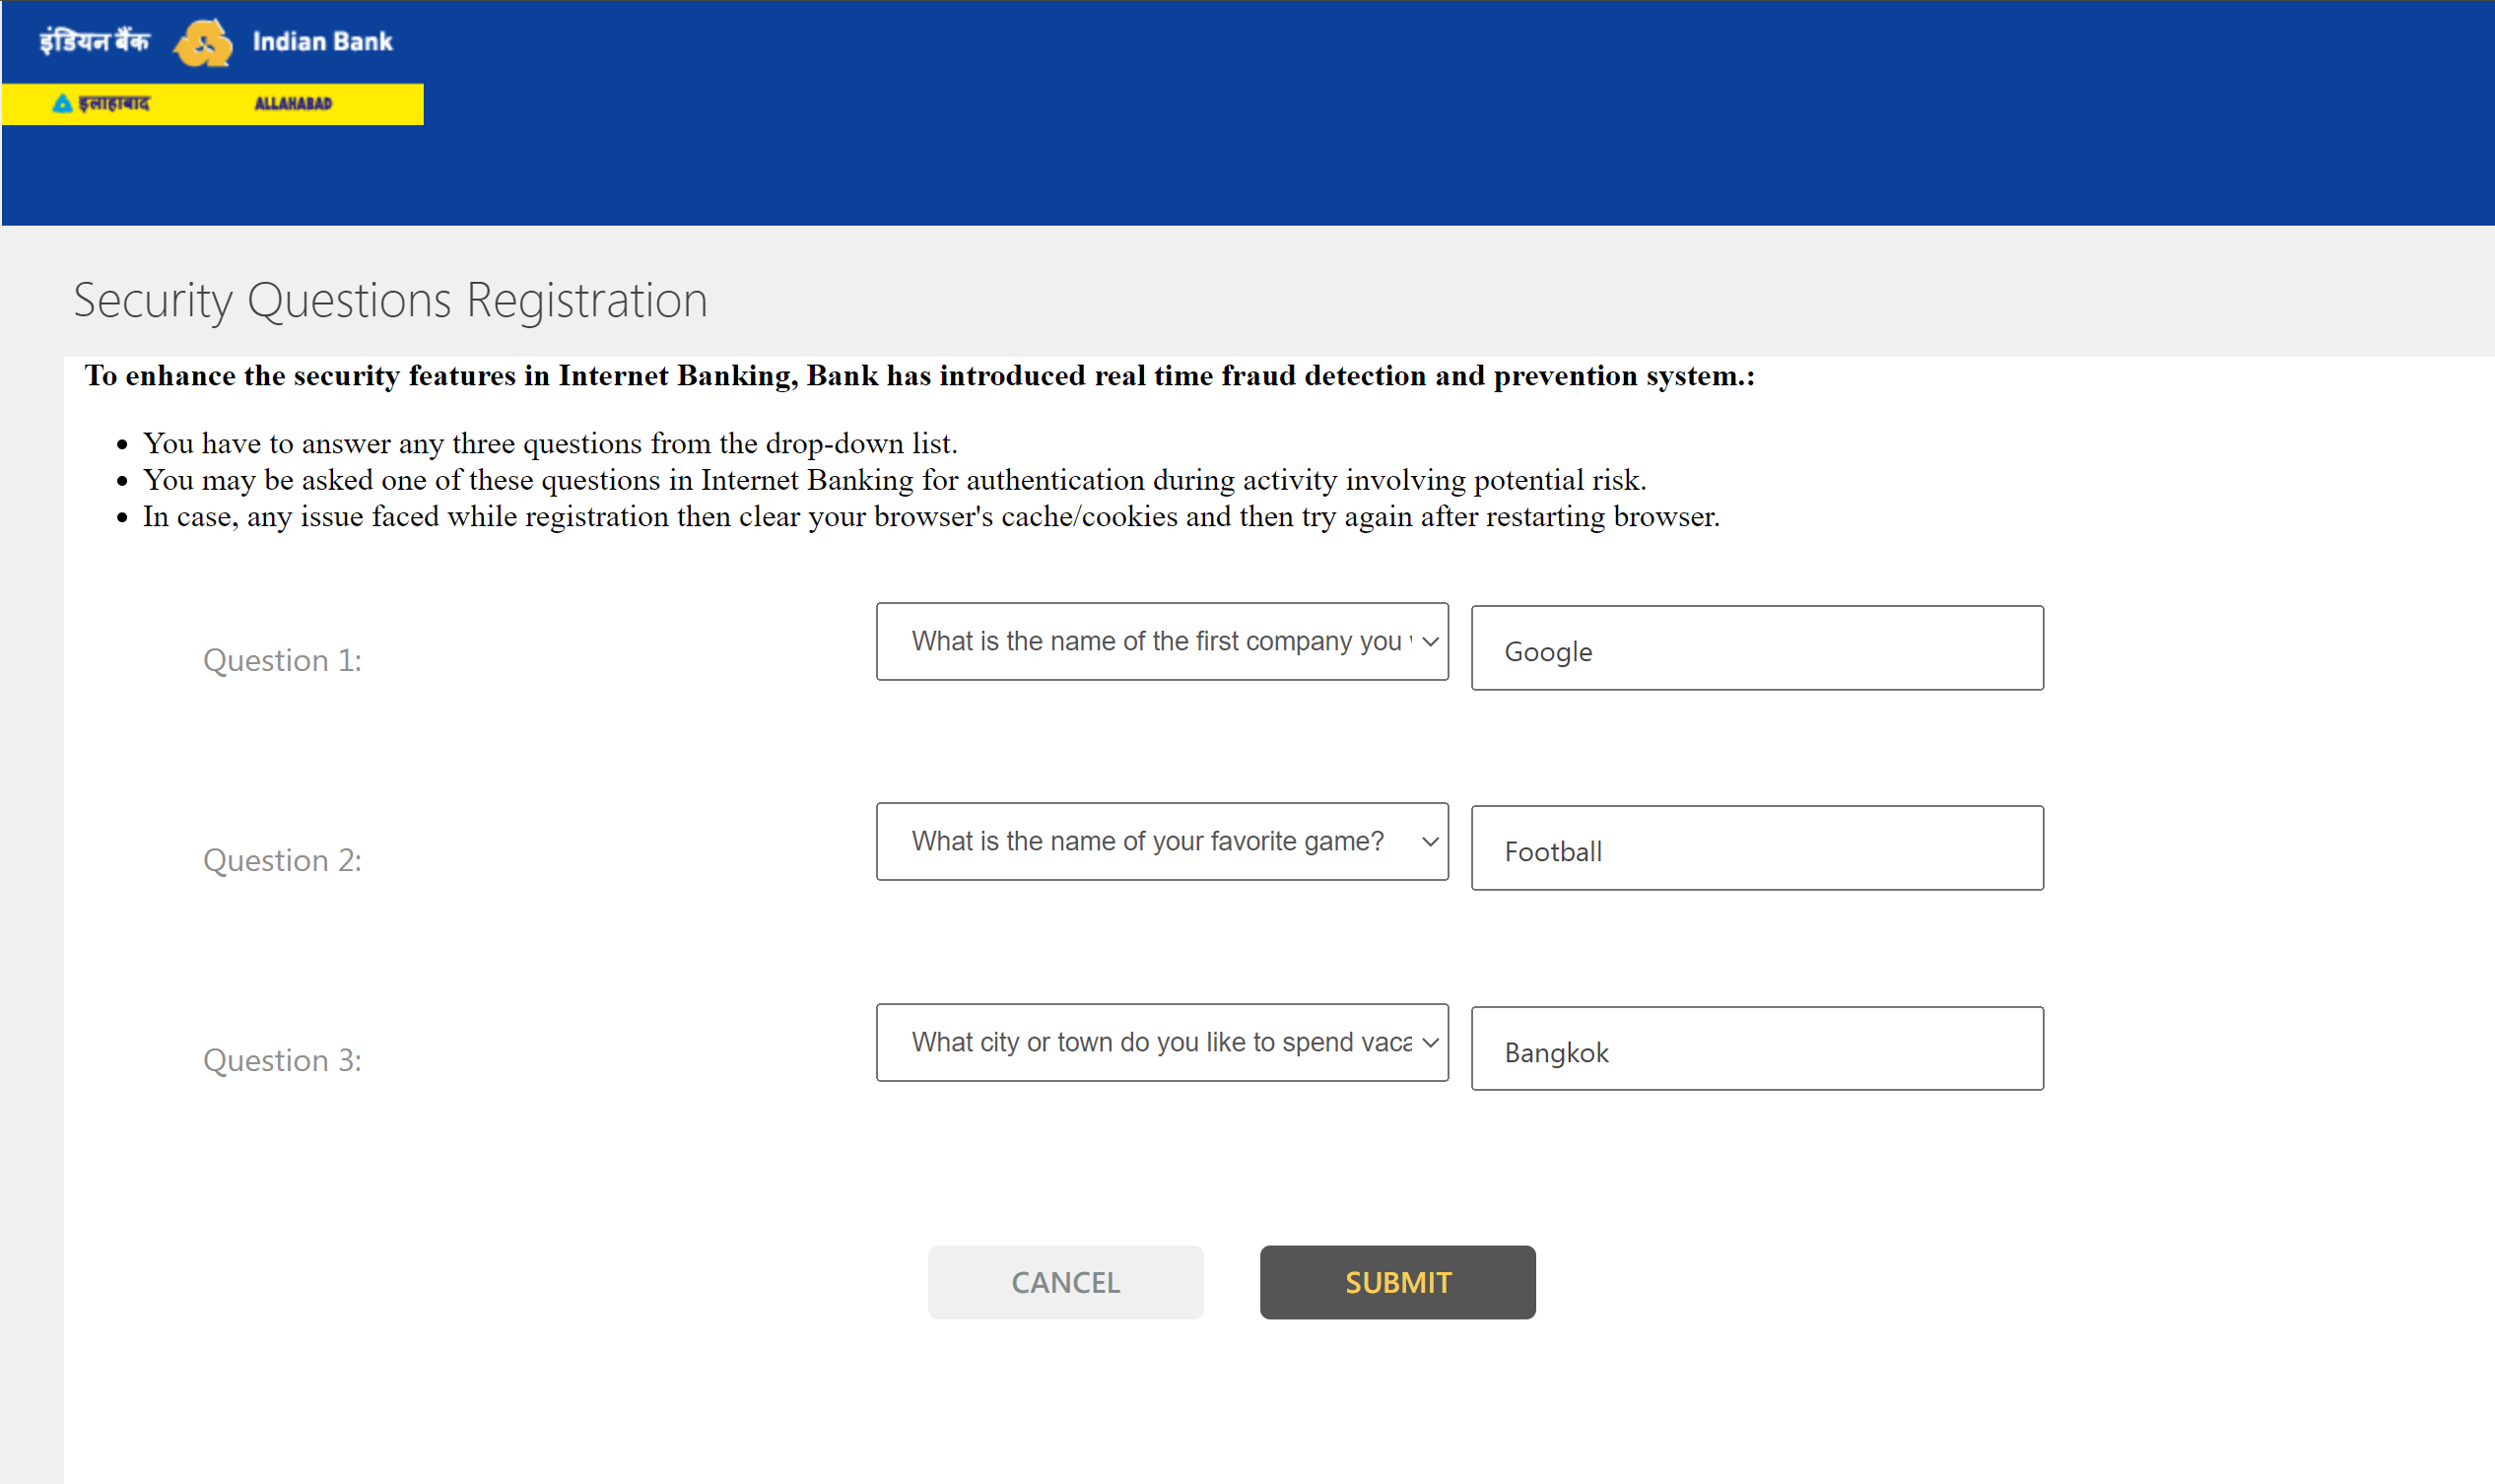 इंडियन बैंक Indian Bank
इलाहाबाद ALLAHABAD
Security Questions Registration
To enhance the security features in Internet Banking, Bank has introduced real time fraud detection and prevention system.:
• You have to answer any three questions from the drop-down list.
• You may be asked one of these questions in Internet Banking for authentication during activity involving potential risk.
• In case, any issue faced while registration then clear your browser's cache/cookies and then try again after restarting browser.
Question 1: What is the name of the first company you Google
Question 2: What is the name of your favorite game? Football
Question 3: What city or town do you like to spend vaca Bangkok
CANCEL SUBMIT